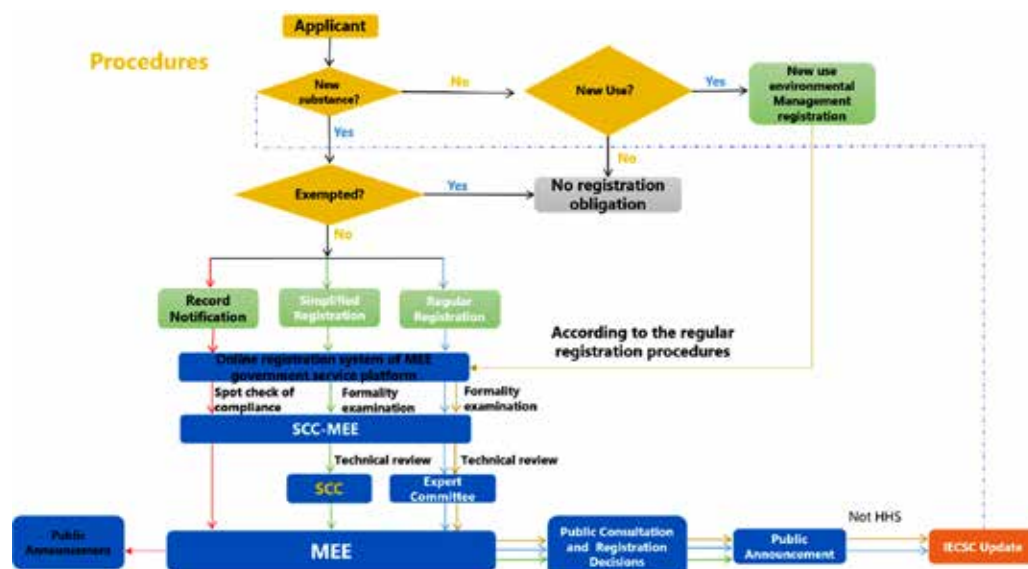 Applicant
Procedures
New
substance?
No
New Use?
Yes
New use
environmental
Management
registration
Yes
No
Exempted?
Yes
No registration
obligation
No
Record
Notification
Simplified
Registration
Regular
Registration
According to the regular
registration procedures
Online registration system of MEE
government service platform
Spot check of
compliance
Formality
examination
Formality
examination
SCC-MEE
Technical review
Technical review
SCC
Expert
Committee
Public
Announcement
MEE
Public Consultation
and Registration
Decisions
Public
Announcement
Not HHS
IECSC Update